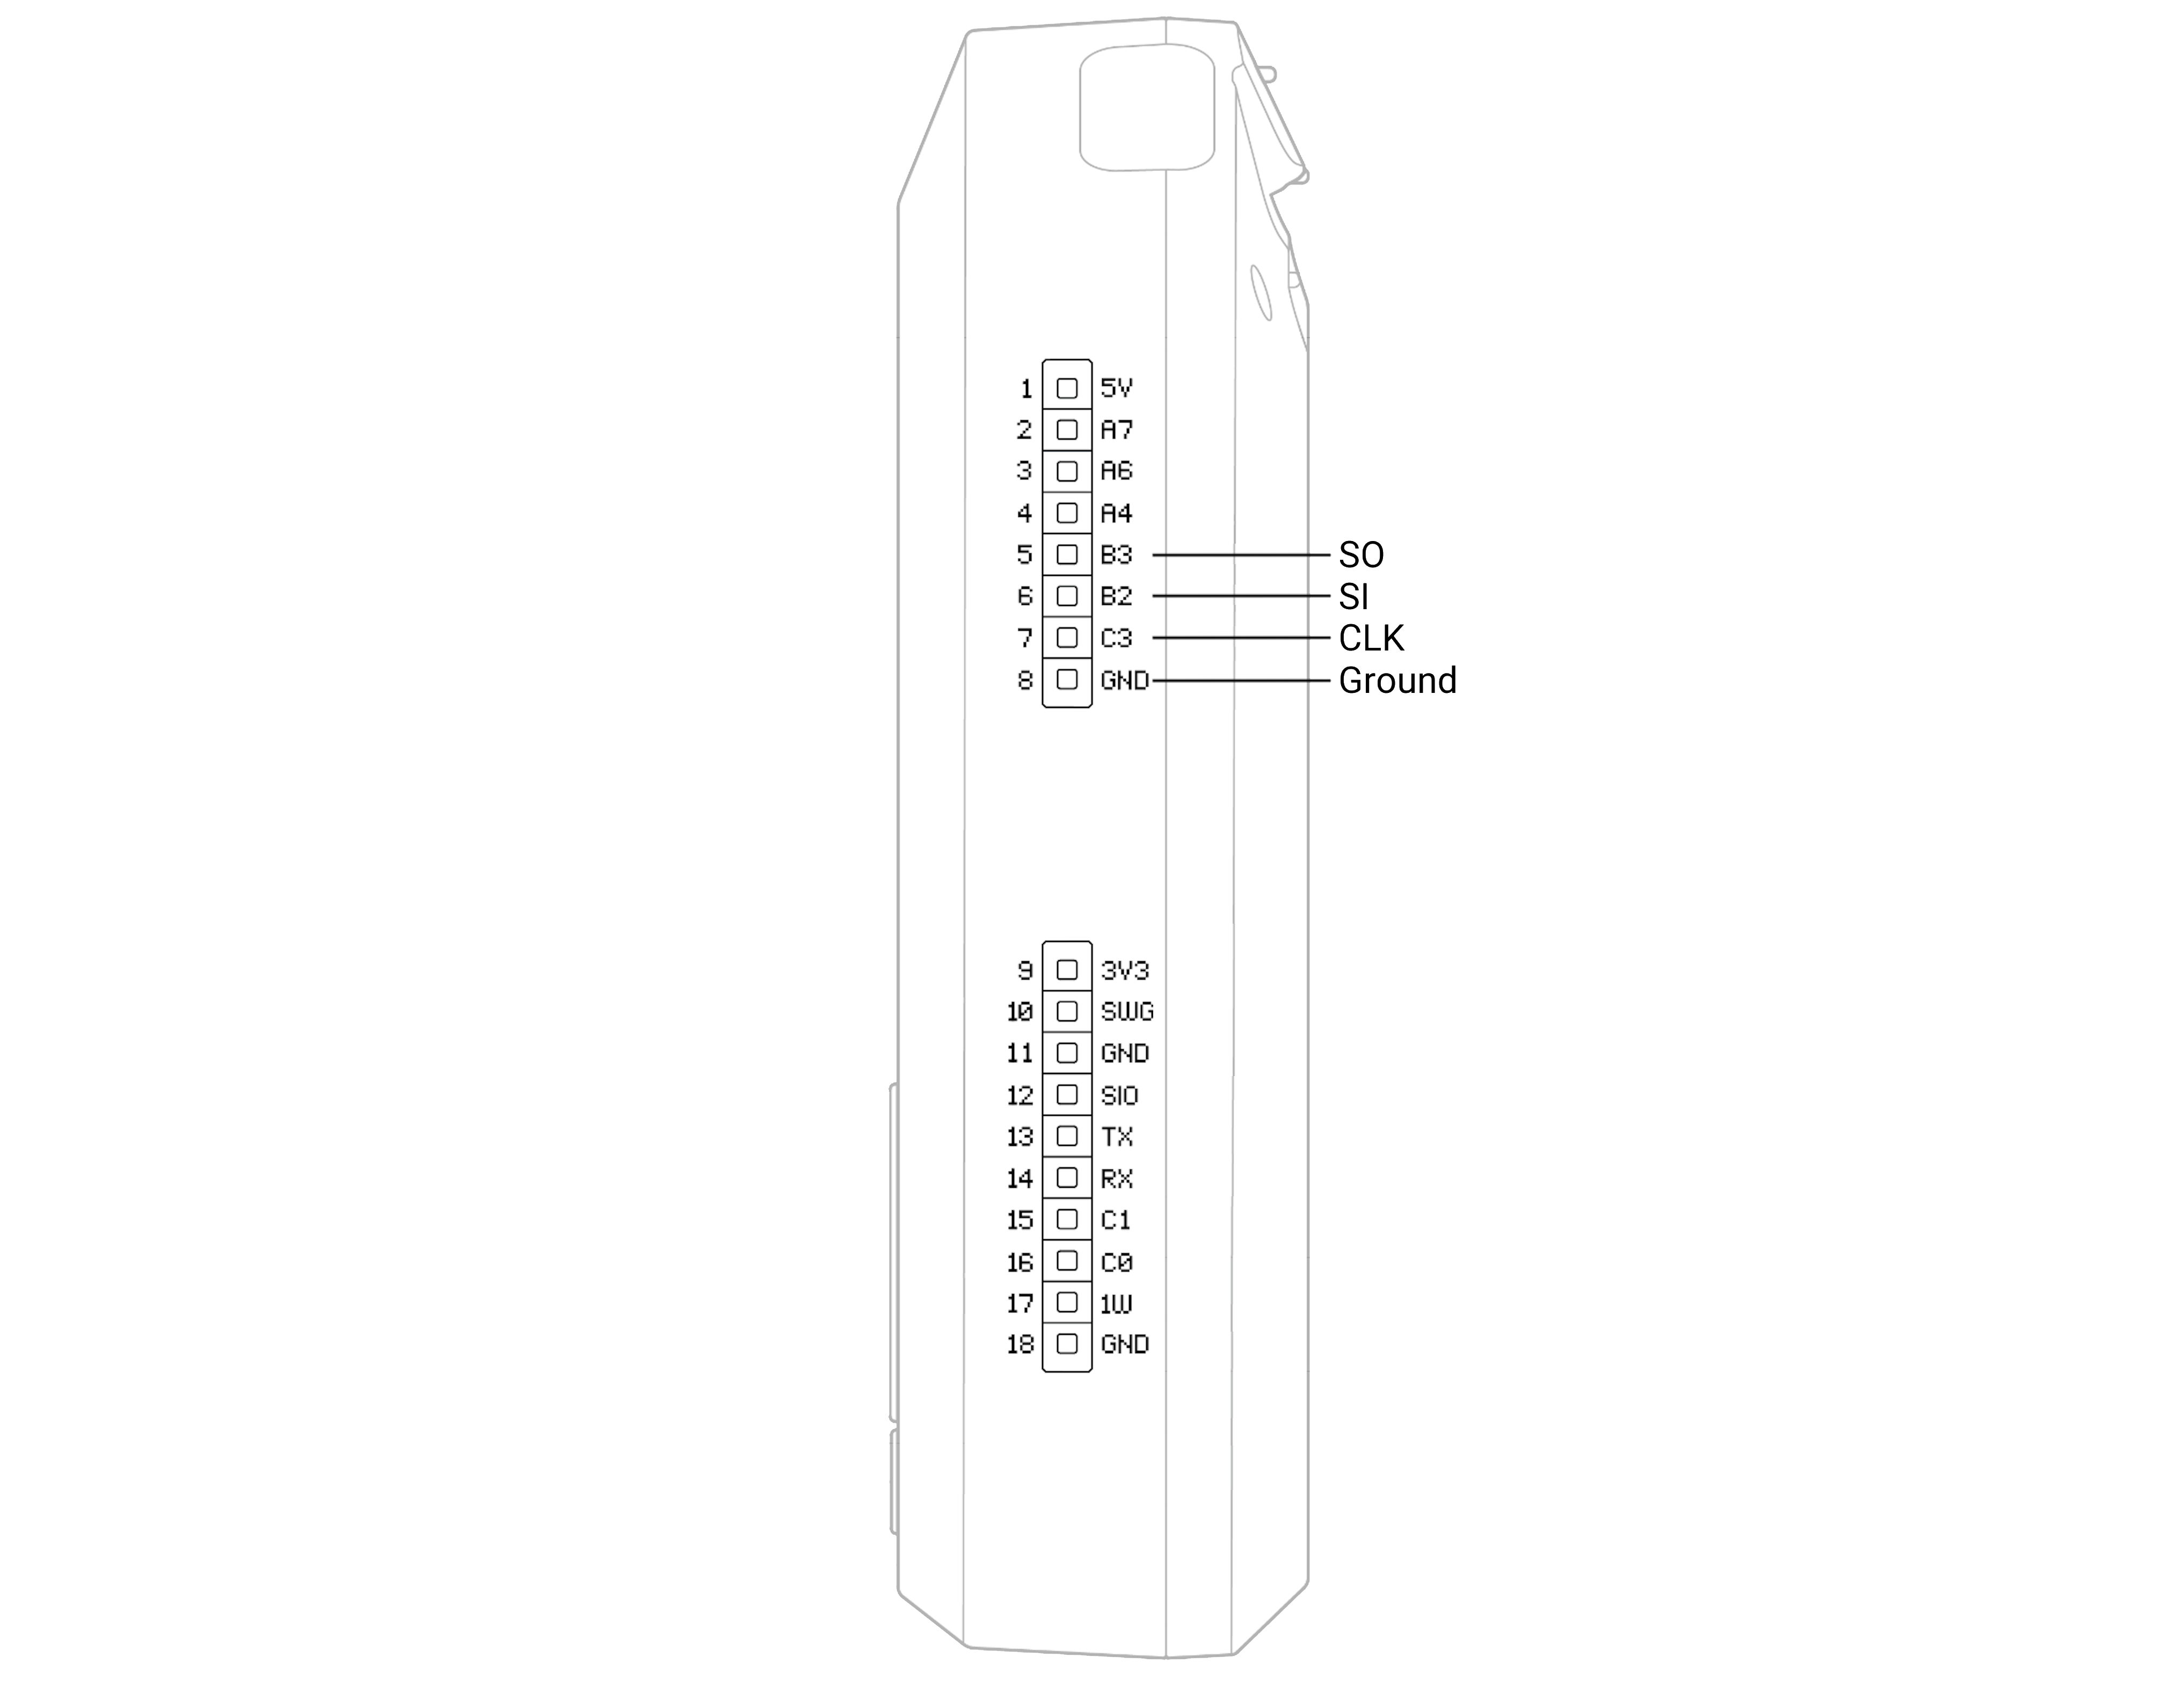 1 5V
2 A7
3 A6
4 A4
5 B3 SO
6 B2 SI
7 C3 CLK
8 GND Ground
9 3V3
10 SWG
11 GND
12 SIO
13 TX
14 RX
15 C1
16 C0
17 1W
18 GND